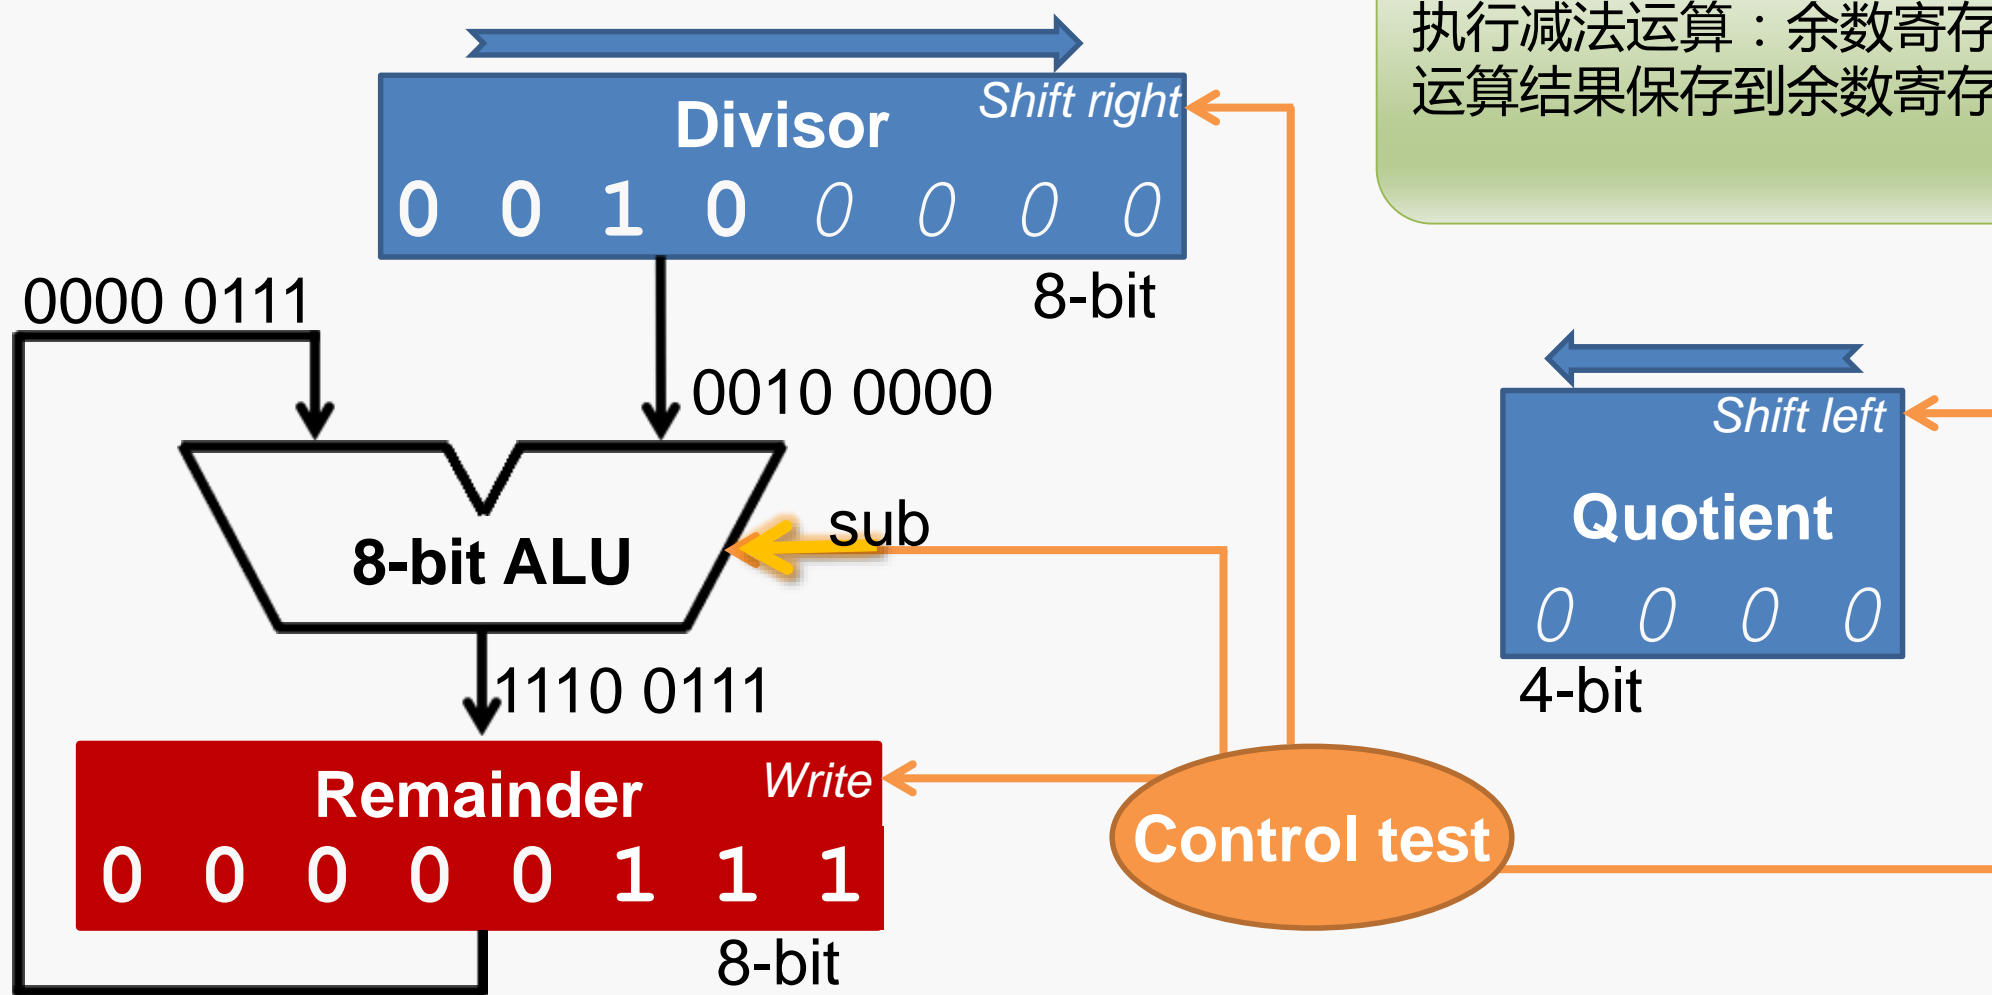 执行减法运算：余数寄存
运算结果保存到余数寄存
Shift right
Divisor
0 0 1 0 0 0 0 0
8-bit
0000 0111
0010 0000
Shift left
Quotient
0 0 0 0
4-bit
sub
8-bit ALU
1110 0111
Write
Remainder
0 0 0 0 0 1 1 1
8-bit
Control test